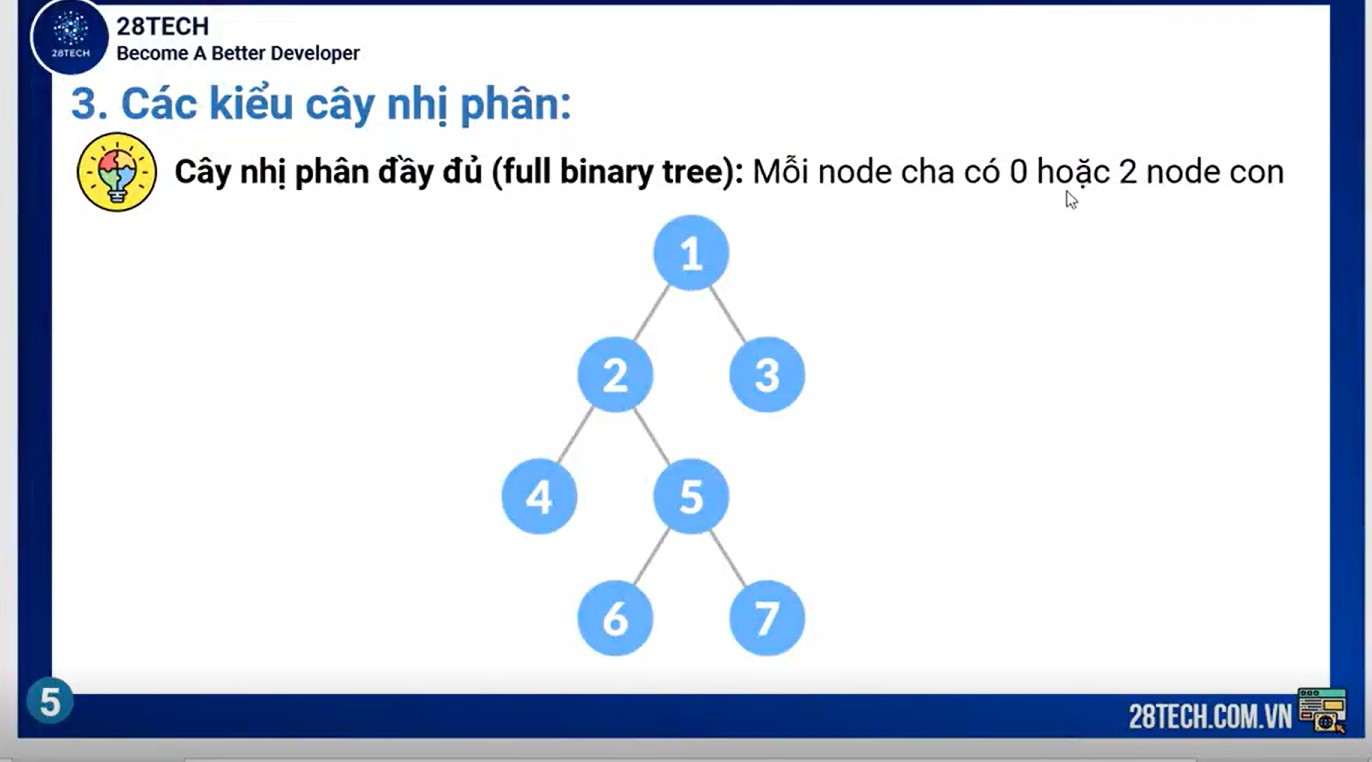 28TECH
28TECH
Become A Better Developer
3. Các kiểu cây nhị phân:
Cây nhị phân đầy đủ (full binary tree): Mỗi node cha có 0 hoặc 2 node con
1
2 3
4 5
6 7
5
28TECH.COM.VN